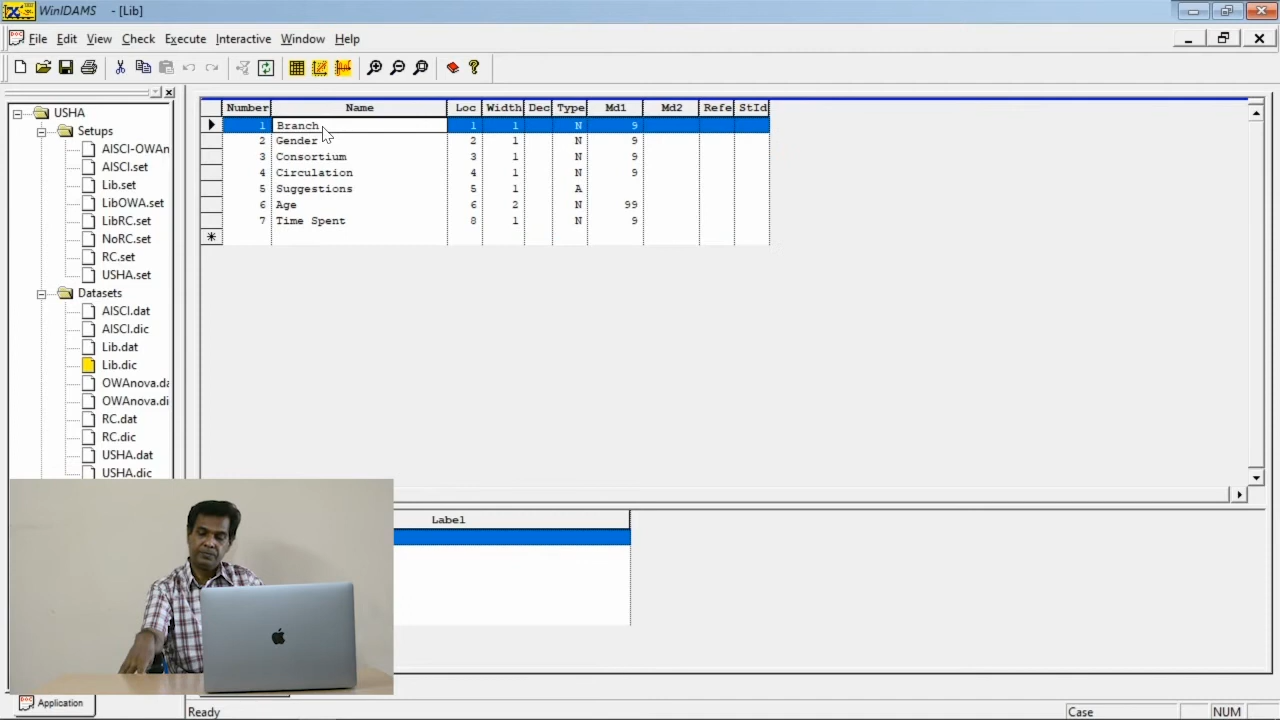 WinIDAMS - [Lib]
File Edit View Check Execute Interactive Window Help
USHA
Setups
AISCI-OWAn
AISCI.set
Lib.set
LibOWA.set
LibRC.set
NoRC.set
RC.set
USHA.set
Datasets
AISCI.dat
AISCI.dic
Lib.dat
Lib.dic
OWAnova.da
OWAnova.di
RC.dat
RC.dic
USHA.dat
USHA.dic
Application
Number Name Loc Width Dec Type Md1 Md2 Refe StId
1 Branch 1 1 N 9
2 Gender 2 1 N 9
3 Consortium 3 1 N 9
4 Circulation 4 1 N 9
5 Suggestions 5 1 A
6 Age 6 2 N 99
7 Time Spent 8 1 N 9
Label
Ready Case NUM